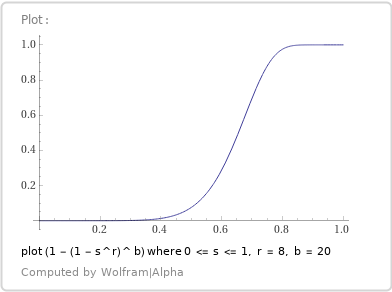 Plot:
1.0
0.8
0.6
0.4
0.2
0.2 0.4 0.6 0.8 1.0
plot (1 − (1 − s^r)^b) where 0 <= s <= 1, r = 8, b = 20
Computed by Wolfram|Alpha